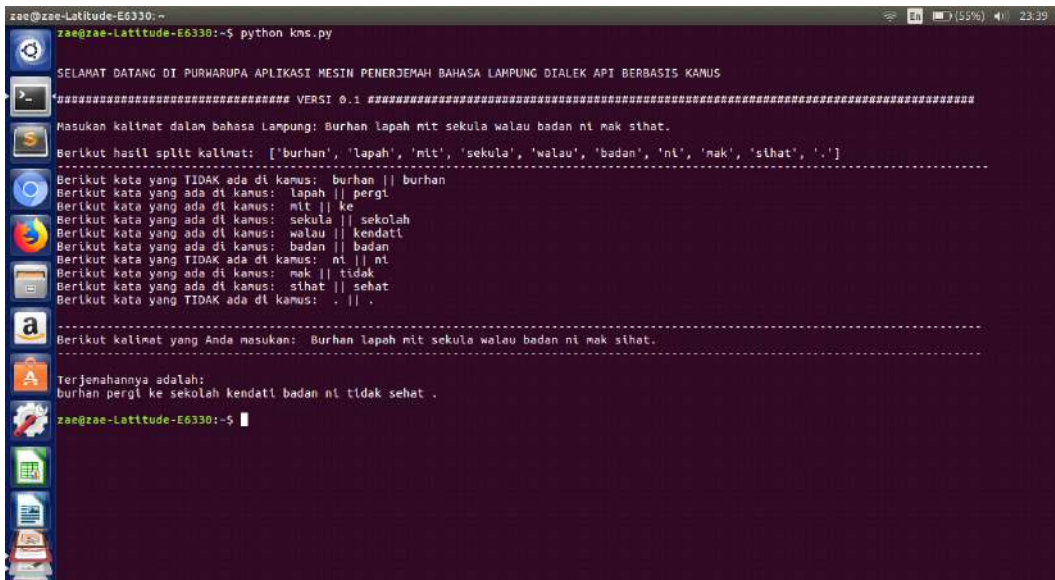 zae@zae-Latitude-E6330: ~
En (55%) 23:39
zae@zae-Latitude-E6330:~$ python kms.py
SELAMAT DATANG DI PURWARUPA APLIKASI MESIN PENERJEMAH BAHASA LAMPUNG DIALEK API BERBASIS KAMUS
################################# VERSI 0.1 ######################################################################################
Masukan kalimat dalam bahasa Lampung: Burhan lapah mit sekula walau badan ni mak sihat.
Berikut hasil split kalimat:  ['burhan', 'lapah', 'mit', 'sekula', 'walau', 'badan', 'ni', 'mak', 'sihat', '.']
------------------------------------------------------------------------------------------------------------------------------------
Berikut kata yang TIDAK ada di kamus:  burhan || burhan
Berikut kata yang ada di kamus:  lapah || pergi
Berikut kata yang ada di kamus:  mit || ke
Berikut kata yang ada di kamus:  sekula || sekolah
Berikut kata yang ada di kamus:  walau || kendati
Berikut kata yang ada di kamus:  badan || badan
Berikut kata yang TIDAK ada di kamus:  ni || ni
Berikut kata yang ada di kamus:  mak || tidak
Berikut kata yang ada di kamus:  sihat || sehat
Berikut kata yang TIDAK ada di kamus:  . || .
------------------------------------------------------------------------------------------------------------------------------------
Berikut kalimat yang Anda masukan:  Burhan lapah mit sekula walau badan ni mak sihat.
------------------------------------------------------------------------------------------------------------------------------------
Terjemahannya adalah:
burhan pergi ke sekolah kendati badan ni tidak sehat .
zae@zae-Latitude-E6330:~$